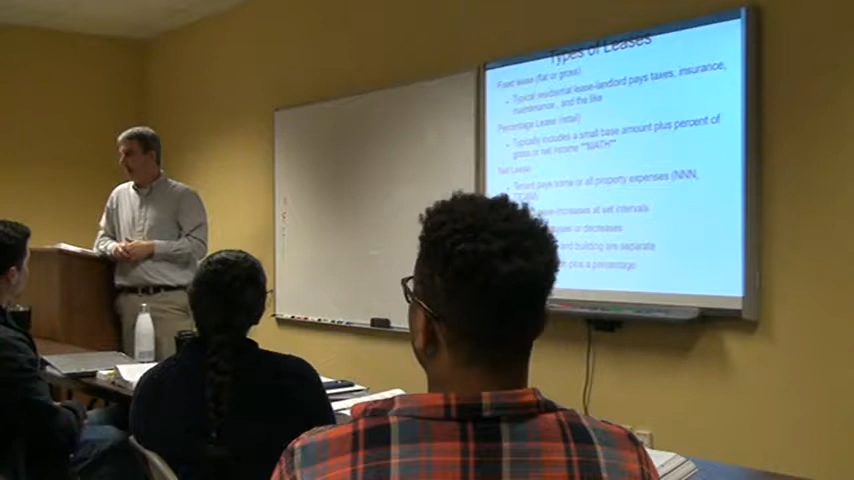 Types of Leases
Fixed lease (flat or gross)
- Typical residential lease-landlord pays taxes, insurance,
maintenance, and the like
Percentage Lease (retail)
- Typically includes a small base amount plus percent of
gross or net income **MATH**
Net Lease
- Tenant pays some or all property expenses (NNN,
increases at set intervals
or decreases
and building are separate
plus a percentage